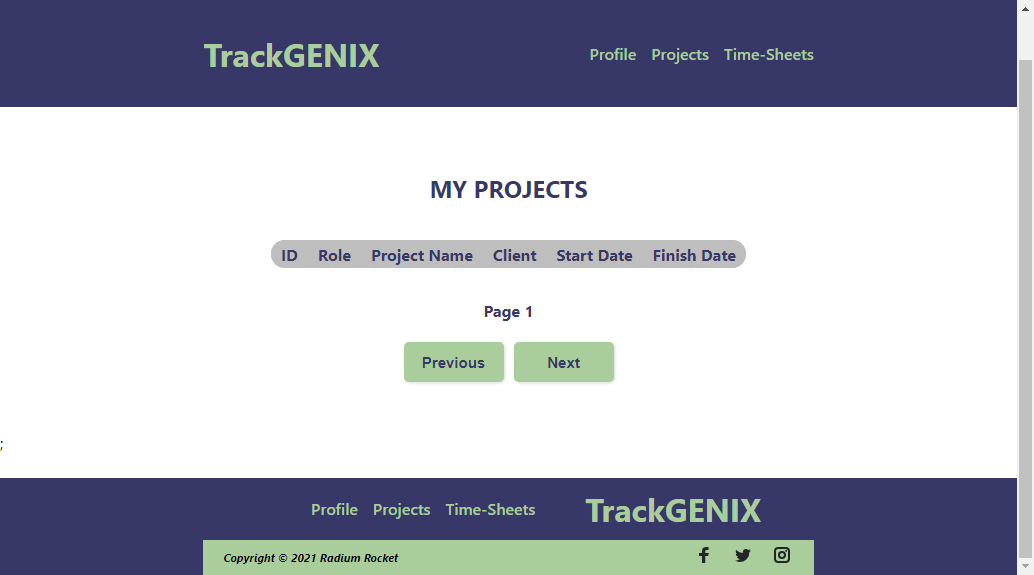 TrackGENIX
Profile Projects Time-Sheets
MY PROJECTS
ID Role Project Name Client Start Date Finish Date
Page 1
Previous Next
;
Profile Projects Time-Sheets TrackGENIX
Copyright © 2021 Radium Rocket